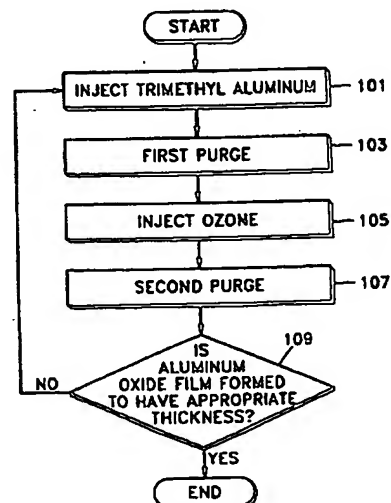 START
INJECT TRIMETHYL ALUMINUM
101
FIRST PURGE
103
INJECT OZONE
105
SECOND PURGE
107
109
IS
ALUMINUM
OXIDE FILM FORMED
TO HAVE APPROPRIATE
THICKNESS?
NO
YES
END